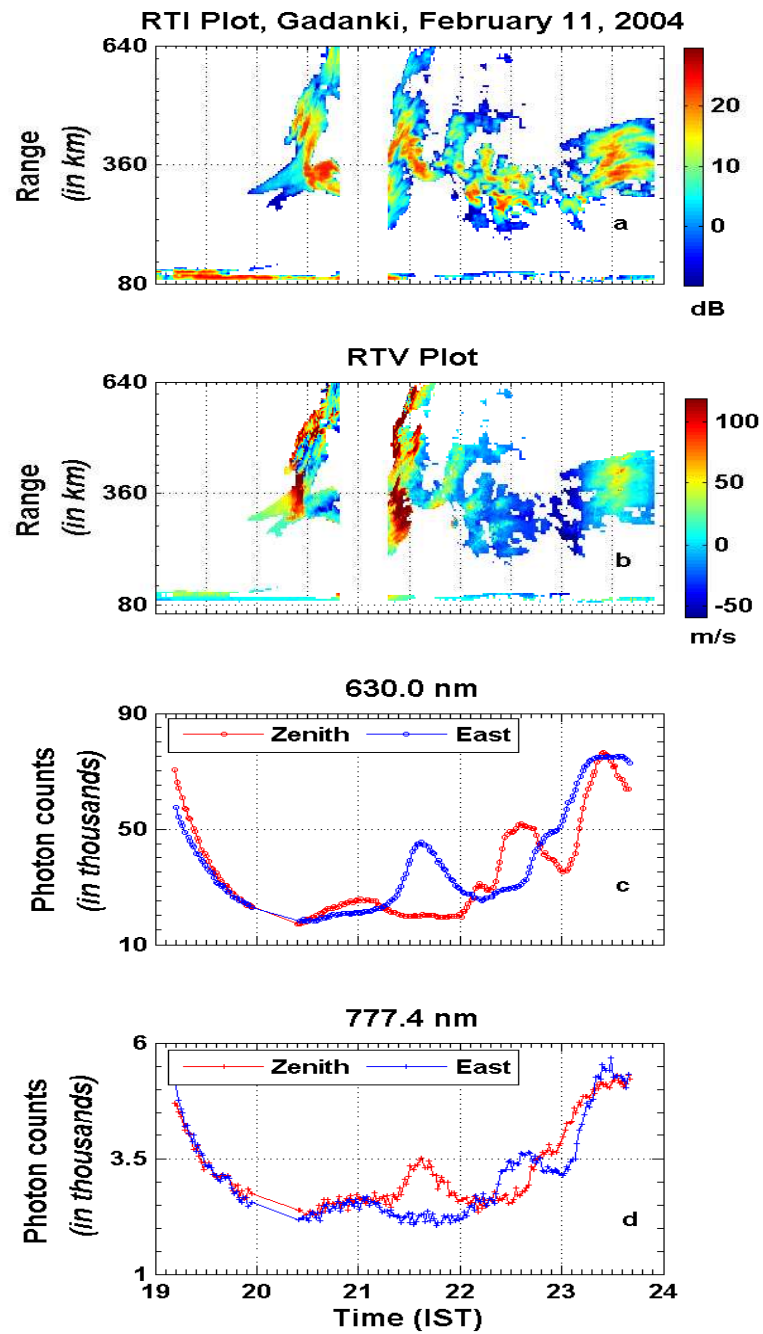 RTI Plot, Gadanki, February 11, 2004
640
360
80
Range
(in km)
a
20
10
0
dB
RTV Plot
640
360
80
Range
(in km)
b
100
50
0
-50
m/s
630.0 nm
90
50
10
Photon counts
(in thousands)
Zenith
East
c
777.4 nm
6
3.5
1
Photon counts
(in thousands)
Zenith
East
d
19 20 21 22 23 24
Time (IST)